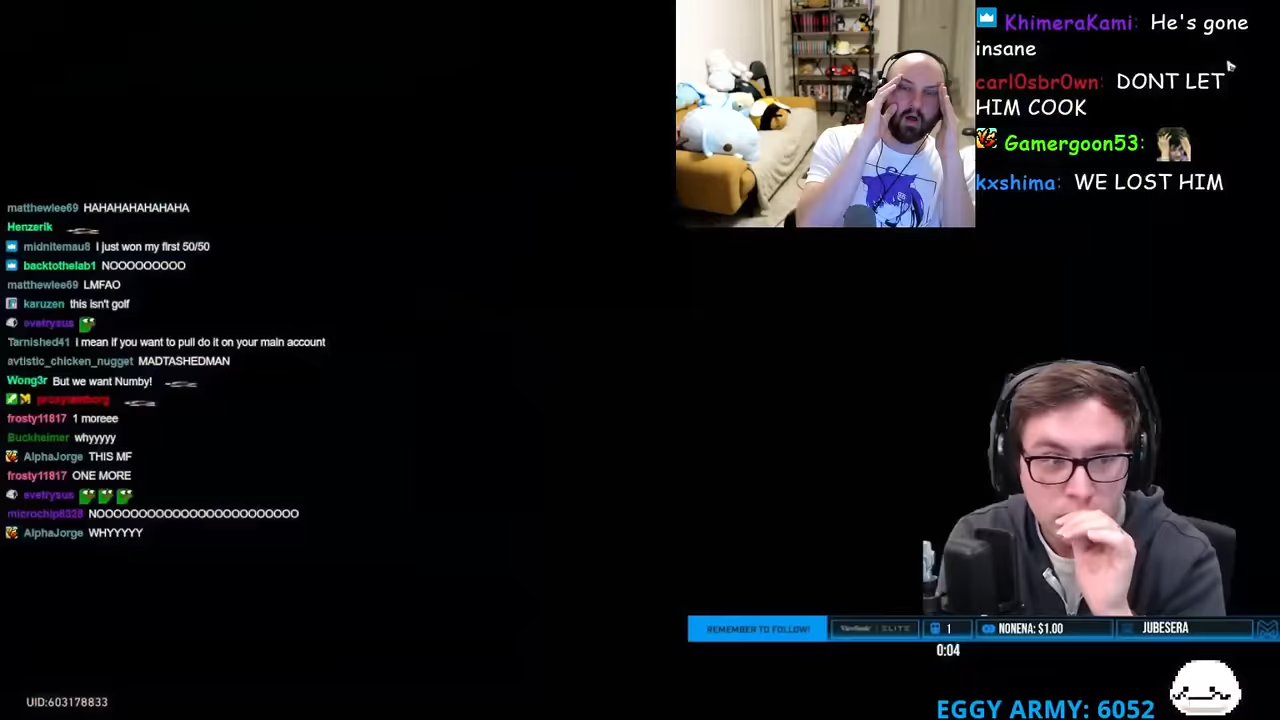 KhimeraKami: He's gone
insane
carl0sbr0wn: DONT LET
HIM COOK
Gamergoon53:
kxshima: WE LOST HIM
matthewlee69 HAHAHAHAHAHAHA
Henzerik
midnitemau8 I just won my first 50/50
backtothelab1 NOOOOOOOOO
matthewlee69 LMFAO
karuzen this isn't golf
evetrysus
Tarnished41 I mean if you want to pull do it on your main account
avtistic_chicken_nugget MADTASHEDMAN
Wong3r But we want Numby!
frosty11817 1 moreee
Buckheimer whyyyyy
AlphaJorge THIS MF
frosty11817 ONE MORE
evetrysus
microchip6328 NOOOOOOOOOOOOOOOOOOOOOOOO
AlphaJorge WHYYYYY
REMEMBER TO FOLLOW!
ViewSonic | ELITE
1
NONENA: $1.00
JUBESERA
0:04
UID:603178833
EGGY ARMY: 6052